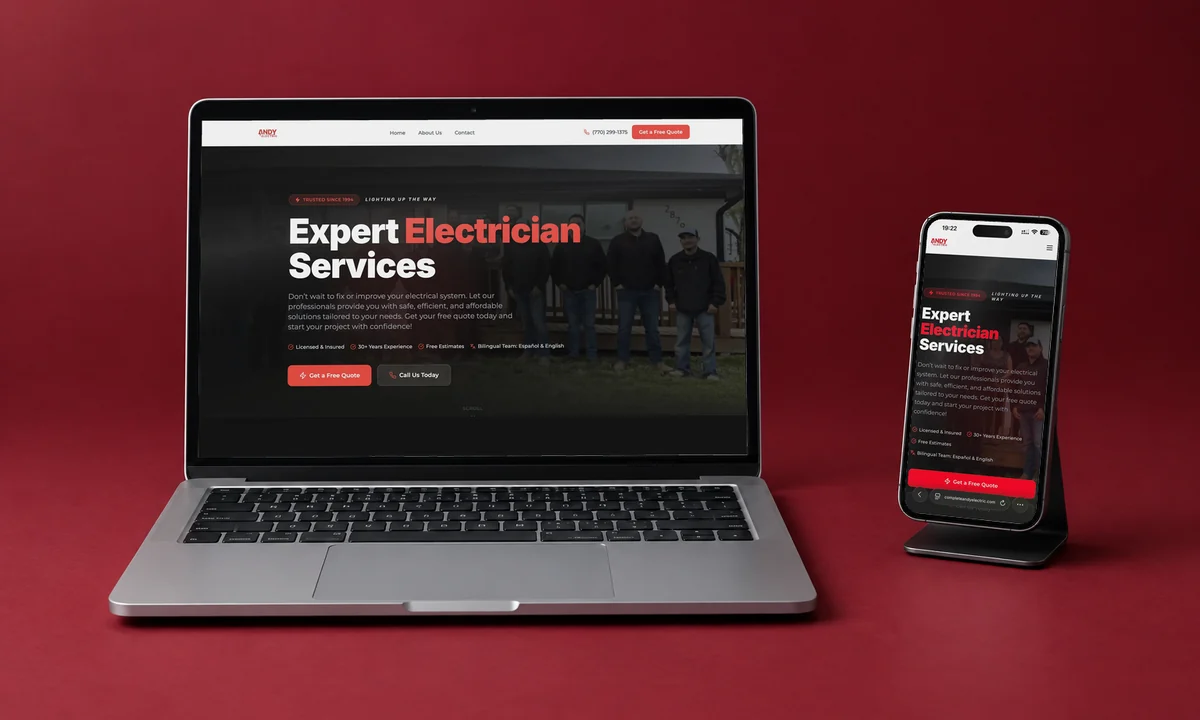 ANDY
ELECTRIC
Home About Us Contact
(770) 299-1375 Get a Free Quote
TRUSTED SINCE 1994 LIGHTING UP THE WAY
Expert Electrician
Services
Don't wait to fix or improve your electrical system. Let our
professionals provide you with safe, efficient, and affordable
solutions tailored to your needs. Get your free quote today and
start your project with confidence!
Licensed & Insured 30+ Years Experience Free Estimates Bilingual Team: Español & English
Get a Free Quote Call Us Today
SCROLL
19:22
ANDY
ELECTRIC
TRUSTED SINCE 1994 LIGHTING UP THE
WAY
Expert
Electrician
Services
Don't wait to fix or improve your electrical
system. Let our professionals provide you
with safe, efficient, and affordable solutions
tailored to your needs. Get your free quote
today and start your project with
confidence!
Licensed & Insured 30+ Years Experience
Free Estimates
Bilingual Team: Español & English
Get a Free Quote
completeandyelectric.com